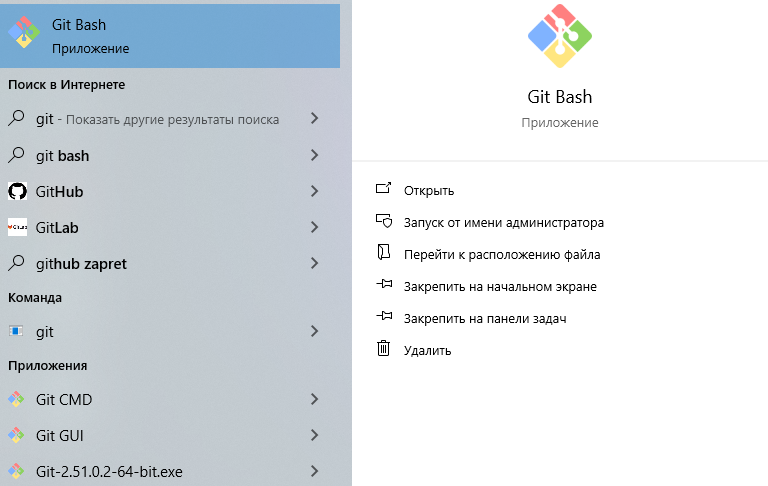 Git Bash
Приложение
Поиск в Интернете
git - Показать другие результаты поиска
git bash
GitHub
GitLab
github zapret
Команда
git
Приложения
Git CMD
Git GUI
Git-2.51.0.2-64-bit.exe
Git Bash
Приложение
Открыть
Запуск от имени администратора
Перейти к расположению файла
Закрепить на начальном экране
Закрепить на панели задач
Удалить